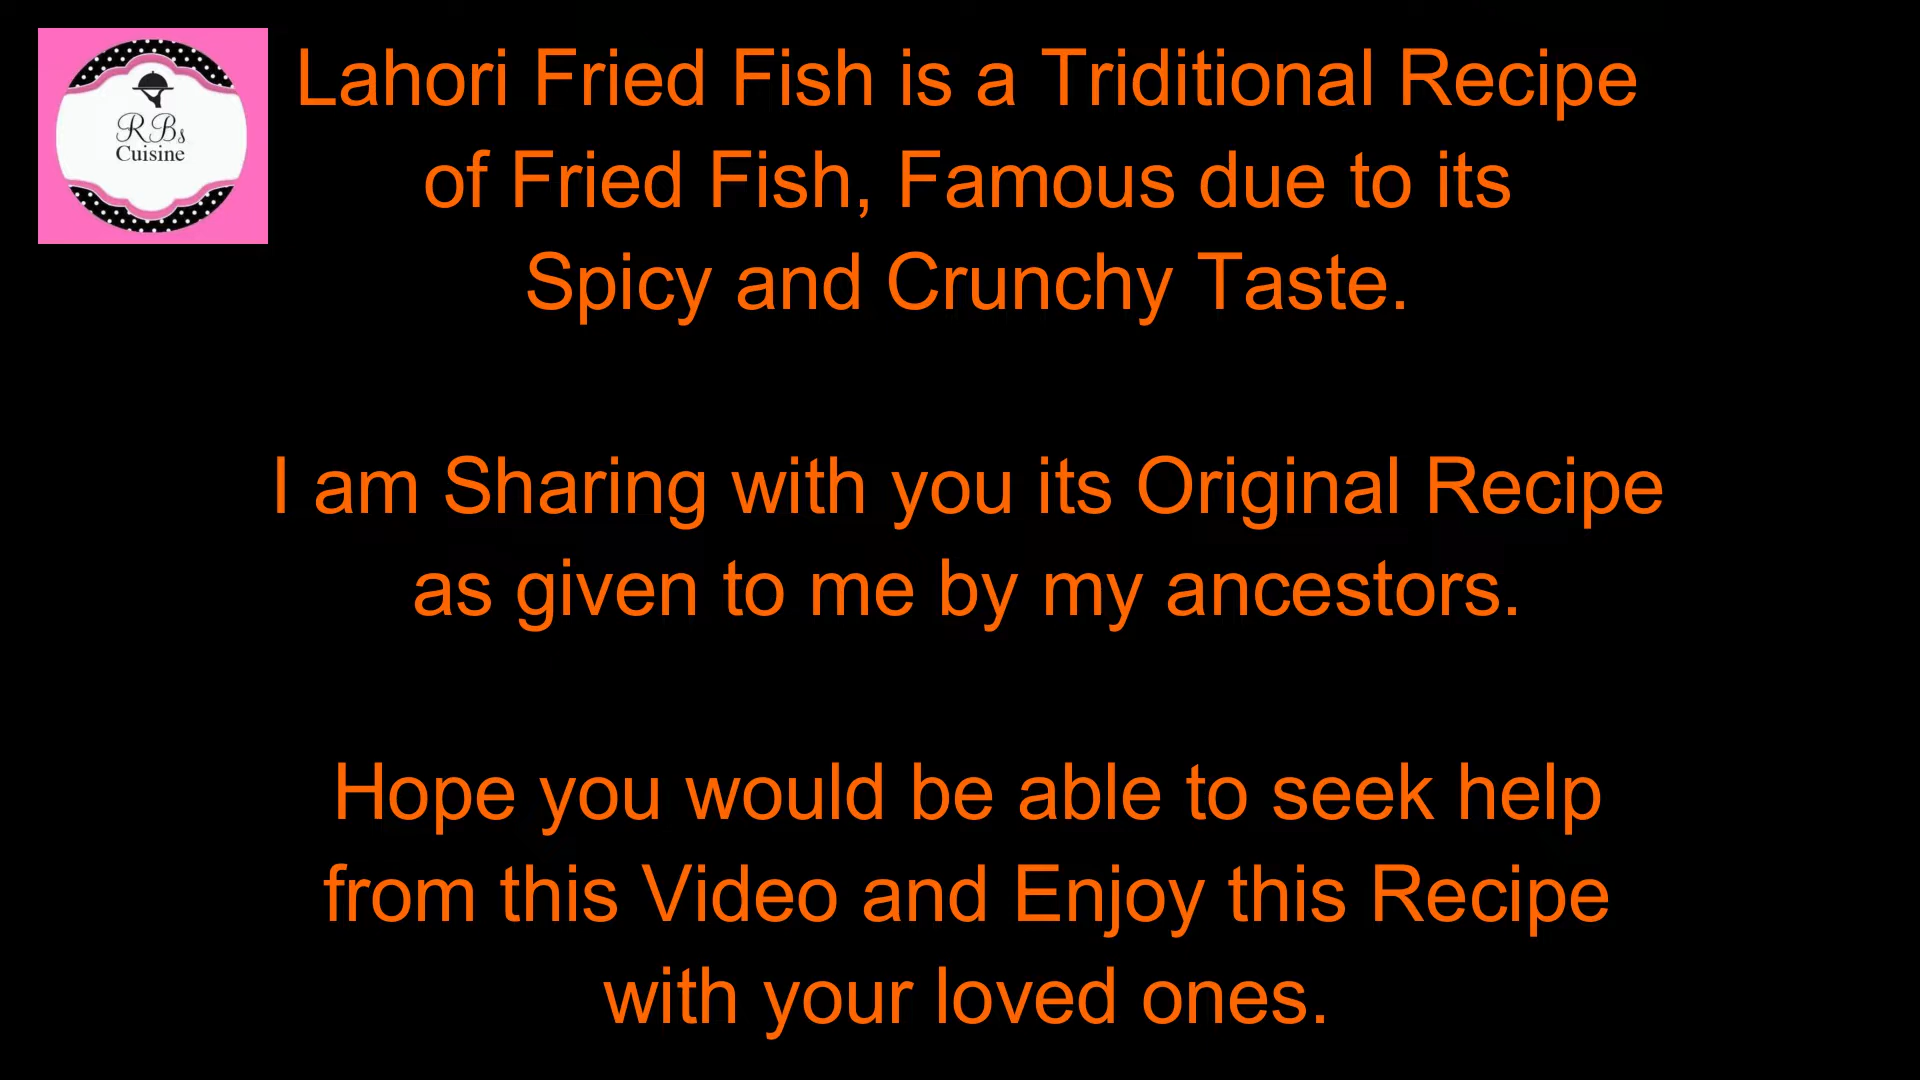 RBs
Cuisine
Lahori Fried Fish is a Triditional Recipe
of Fried Fish, Famous due to its
Spicy and Crunchy Taste.
I am Sharing with you its Original Recipe
as given to me by my ancestors.
Hope you would be able to seek help
from this Video and Enjoy this Recipe
with your loved ones.